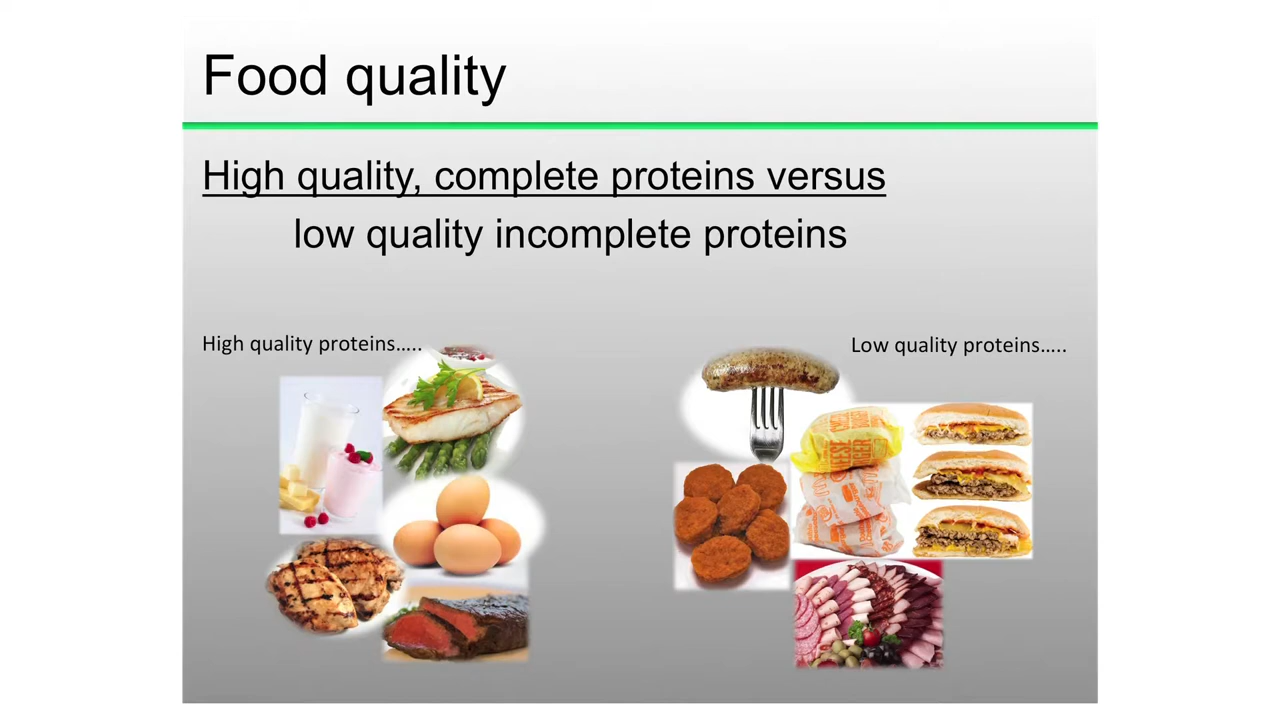 Food quality
High quality, complete proteins versus
low quality incomplete proteins
High quality proteins…..
Low quality proteins…..